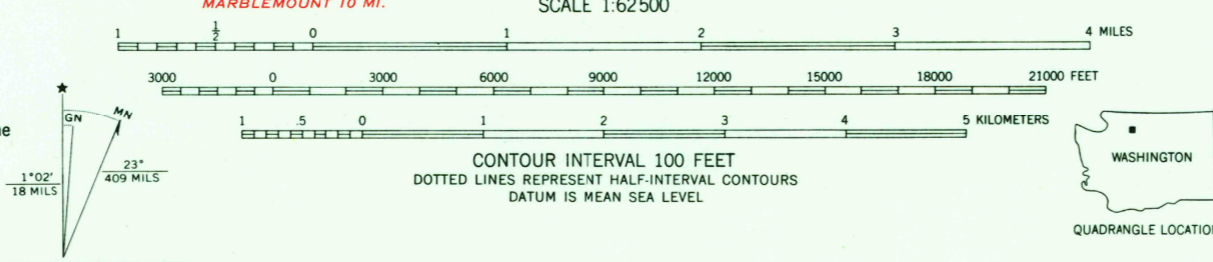 MARBLEMOUNT 10 MI.
SCALE 1:62500
1 ½ 0 1 2 3 4 MILES
3000 0 3000 6000 9000 12000 15000 18000 21000 FEET
1 .5 0 1 2 3 4 5 KILOMETERS
GN
MN
1°02'
18 MILS
23°
409 MILS
CONTOUR INTERVAL 100 FEET
DOTTED LINES REPRESENT HALF-INTERVAL CONTOURS
DATUM IS MEAN SEA LEVEL
WASHINGTON
QUADRANGLE LOCATION